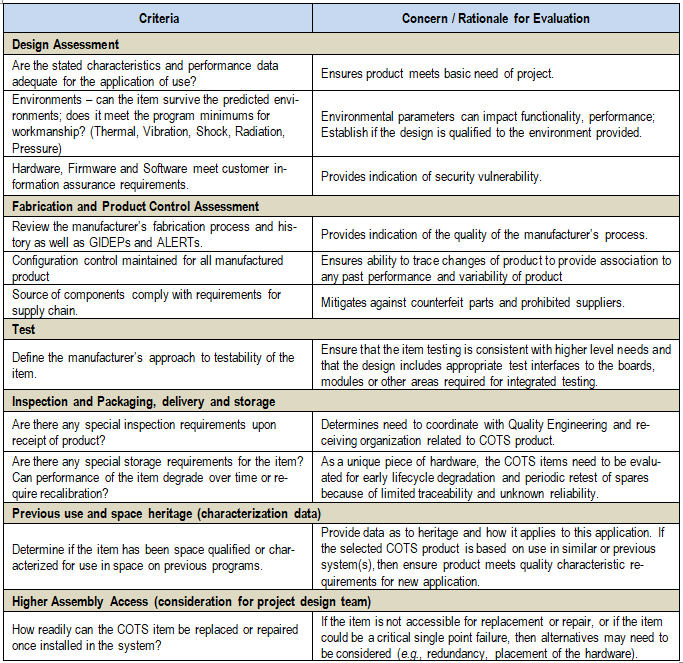 Criteria
Concern / Rationale for Evaluation
Design Assessment
Are the stated characteristics and performance data
adequate for the application of use?
Ensures product meets basic need of project.
Environments – can the item survive the predicted envi-
ronments; does it meet the program minimums for
workmanship? (Thermal, Vibration, Shock, Radiation,
Pressure)
Environmental parameters can impact functionality, performance;
Establish if the design is qualified to the environment provided.
Hardware, Firmware and Software meet customer in-
formation assurance requirements.
Provides indication of security vulnerability.
Fabrication and Product Control Assessment
Review the manufacturer's fabrication process and his-
tory as well as GIDEPs and ALERTs.
Provides indication of the quality of the manufacturer's process.
Configuration control maintained for all manufactured
product
Ensures ability to trace changes of product to provide association to
any past performance and variability of product
Source of components comply with requirements for
supply chain.
Mitigates against counterfeit parts and prohibited suppliers.
Test
Define the manufacturer's approach to testability of the
item.
Ensure that the item testing is consistent with higher level needs and
that the design includes appropriate test interfaces to the boards,
modules or other areas required for integrated testing.
Inspection and Packaging, delivery and storage
Are there any special inspection requirements upon
receipt of product?
Determines need to coordinate with Quality Engineering and re-
ceiving organization related to COTS product.
Are there any special storage requirements for the item?
Can performance of the item degrade over time or re-
quire recalibration?
As a unique piece of hardware, the COTS items need to be evalu-
ated for early lifecycle degradation and periodic retest of spares
because of limited traceability and unknown reliability.
Previous use and space heritage (characterization data)
Determine if the item has been space qualified or char-
acterized for use in space on previous programs.
Provide data as to heritage and how it applies to this application. If
the selected COTS product is based on use in similar or previous
system(s), then ensure product meets quality characteristic re-
quirements for new application.
Higher Assembly Access (consideration for project design team)
How readily can the COTS item be replaced or repaired
once installed in the system?
If the item is not accessible for replacement or repair, or if the item
could be a critical single point failure, then alternatives may need to
be considered (e.g., redundancy, placement of the hardware).